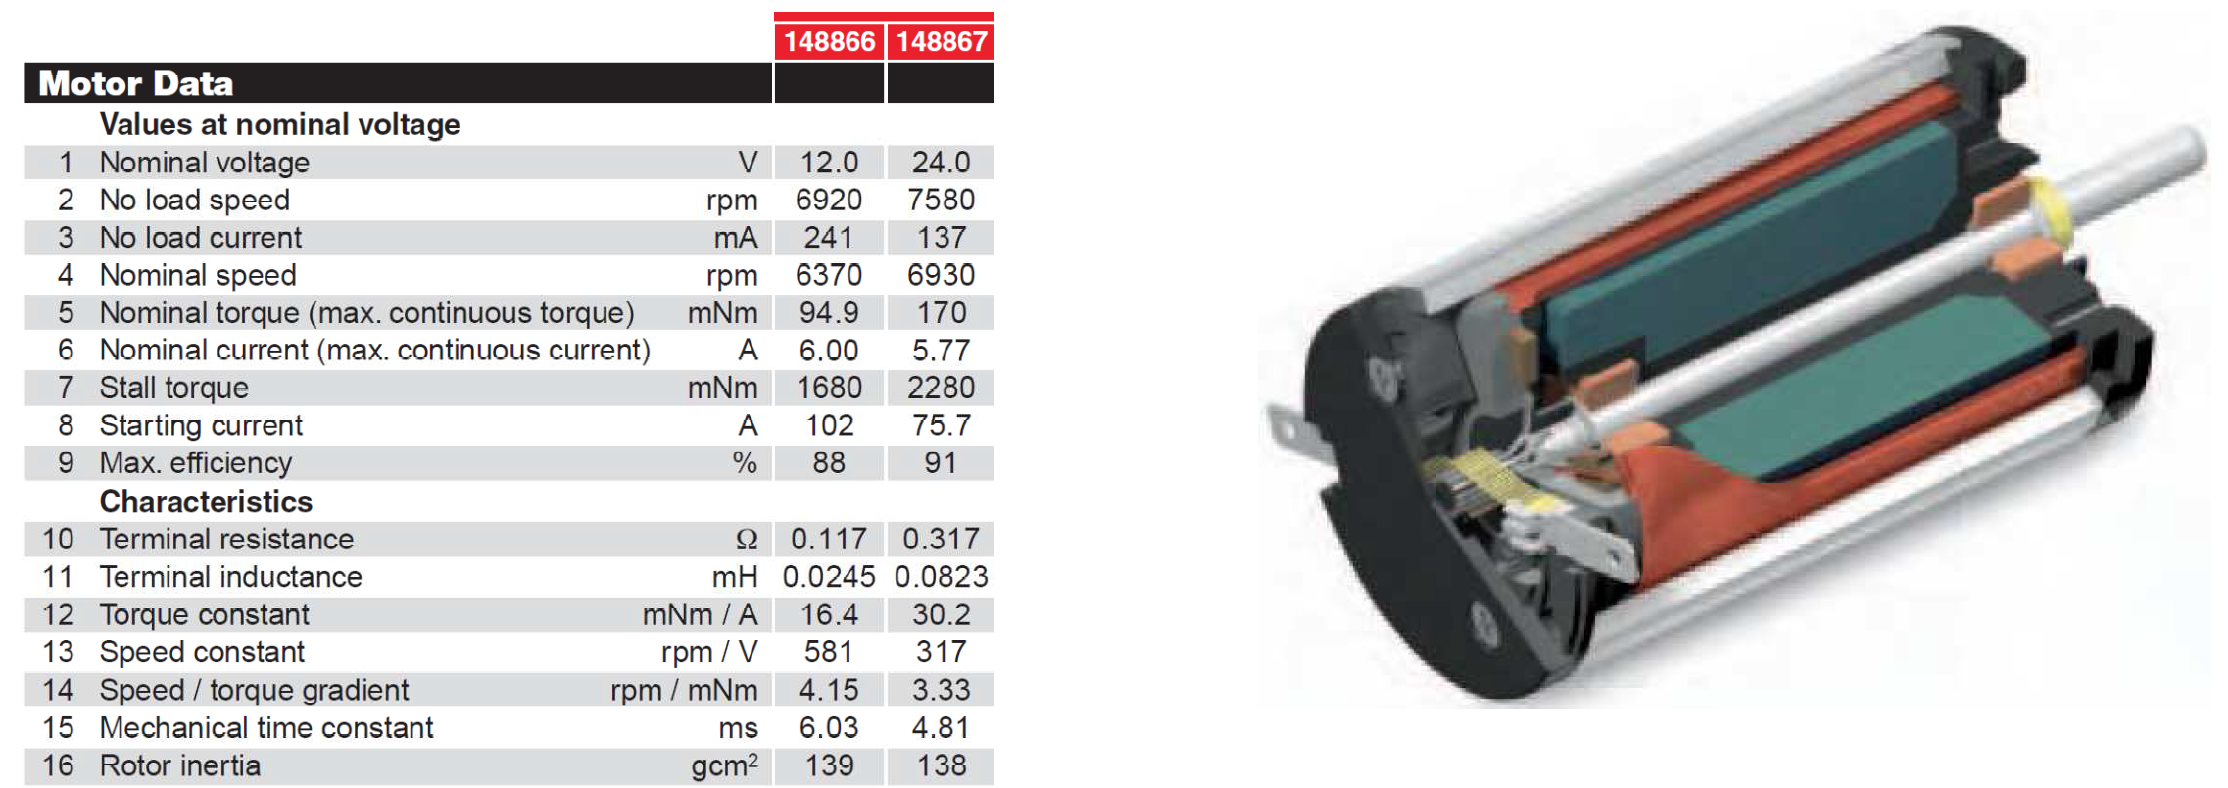 148866 148867
Motor Data
Values at nominal voltage
1 Nominal voltage V 12.0 24.0
2 No load speed rpm 6920 7580
3 No load current mA 241 137
4 Nominal speed rpm 6370 6930
5 Nominal torque (max. continuous torque) mNm 94.9 170
6 Nominal current (max. continuous current) A 6.00 5.77
7 Stall torque mNm 1680 2280
8 Starting current A 102 75.7
9 Max. efficiency % 88 91
Characteristics
10 Terminal resistance Ω 0.117 0.317
11 Terminal inductance mH 0.0245 0.0823
12 Torque constant mNm / A 16.4 30.2
13 Speed constant rpm / V 581 317
14 Speed / torque gradient rpm / mNm 4.15 3.33
15 Mechanical time constant ms 6.03 4.81
16 Rotor inertia gcm² 139 138